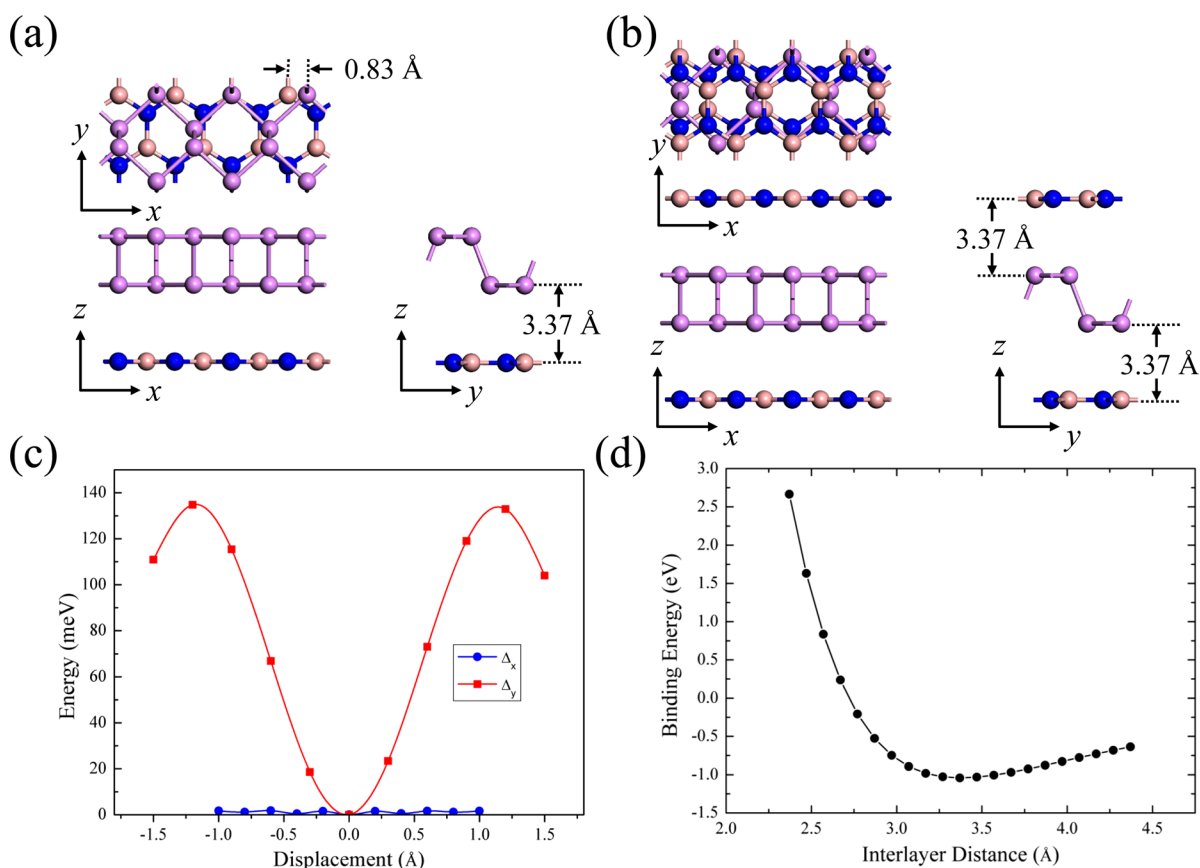 (a)
0.83 Å
y
x
z
x
3.37 Å
y
(b)
y
x
3.37 Å
z
x
3.37 Å
y
(c)
140
120
100
80
60
40
20
0
Energy (meV)
-1.5 -1.0 -0.5 0.0 0.5 1.0 1.5
Displacement (Å)
Δx
Δy
(d)
3.0
2.5
2.0
1.5
1.0
0.5
0.0
-0.5
-1.0
-1.5
Binding Energy (eV)
2.0 2.5 3.0 3.5 4.0 4.5
Interlayer Distance (Å)